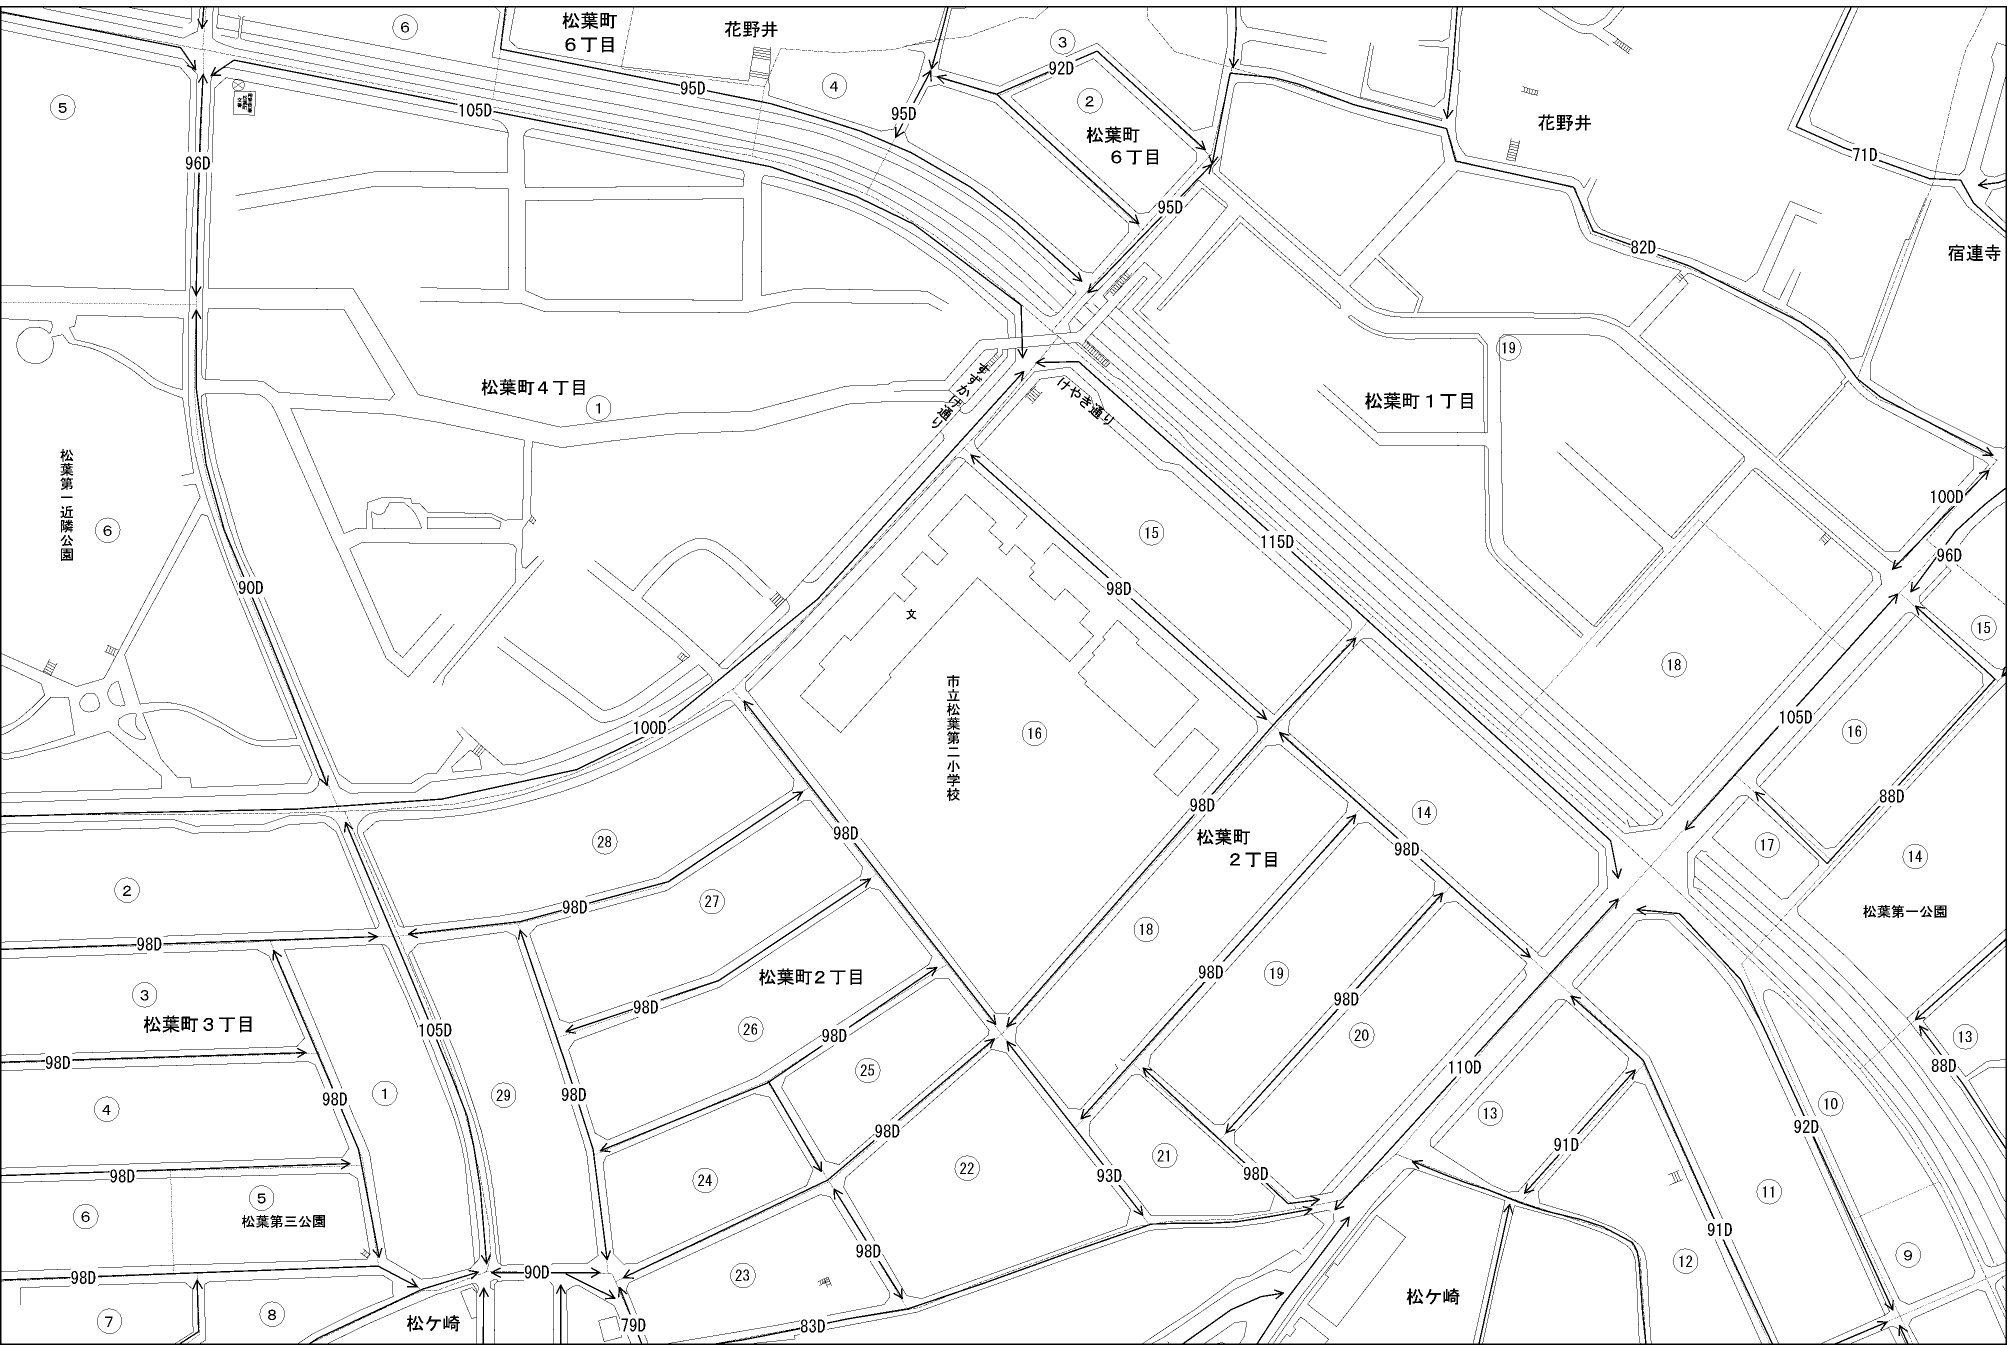 ⑥
松葉町
６丁目
花野井
③
92D
95D
④
⑤
105D
95D
②
松葉町
６丁目
花野井
71D
96D
95D
82D
宿連寺
⑲
松葉町４丁目
①
すずかけ通り
けやき通り
松葉町１丁目
松葉第一近隣公園
⑥
100D
⑮
115D
96D
90D
98D
文
⑮
⑱
市立松葉第二小学校
100D
⑯
105D
⑯
98D
98D
88D
⑭
松葉町
２丁目
98D
㉘
⑰
⑭
②
98D
㉗
松葉第一公園
98D
⑱
松葉町２丁目
98D
⑲
③
98D
98D
松葉町３丁目
105D
㉖
98D
⑳
⑬
98D
㉕
110D
88D
98D
①
㉙
98D
④
⑬
⑩
98D
92D
91D
㉑
98D
㉔
㉒
93D
98D
⑤
松葉第三公園
⑥
⑪
91D
98D
㉓
⑫
⑨
98D
90D
松ケ崎
⑧
⑦
松ケ崎
79D
83D